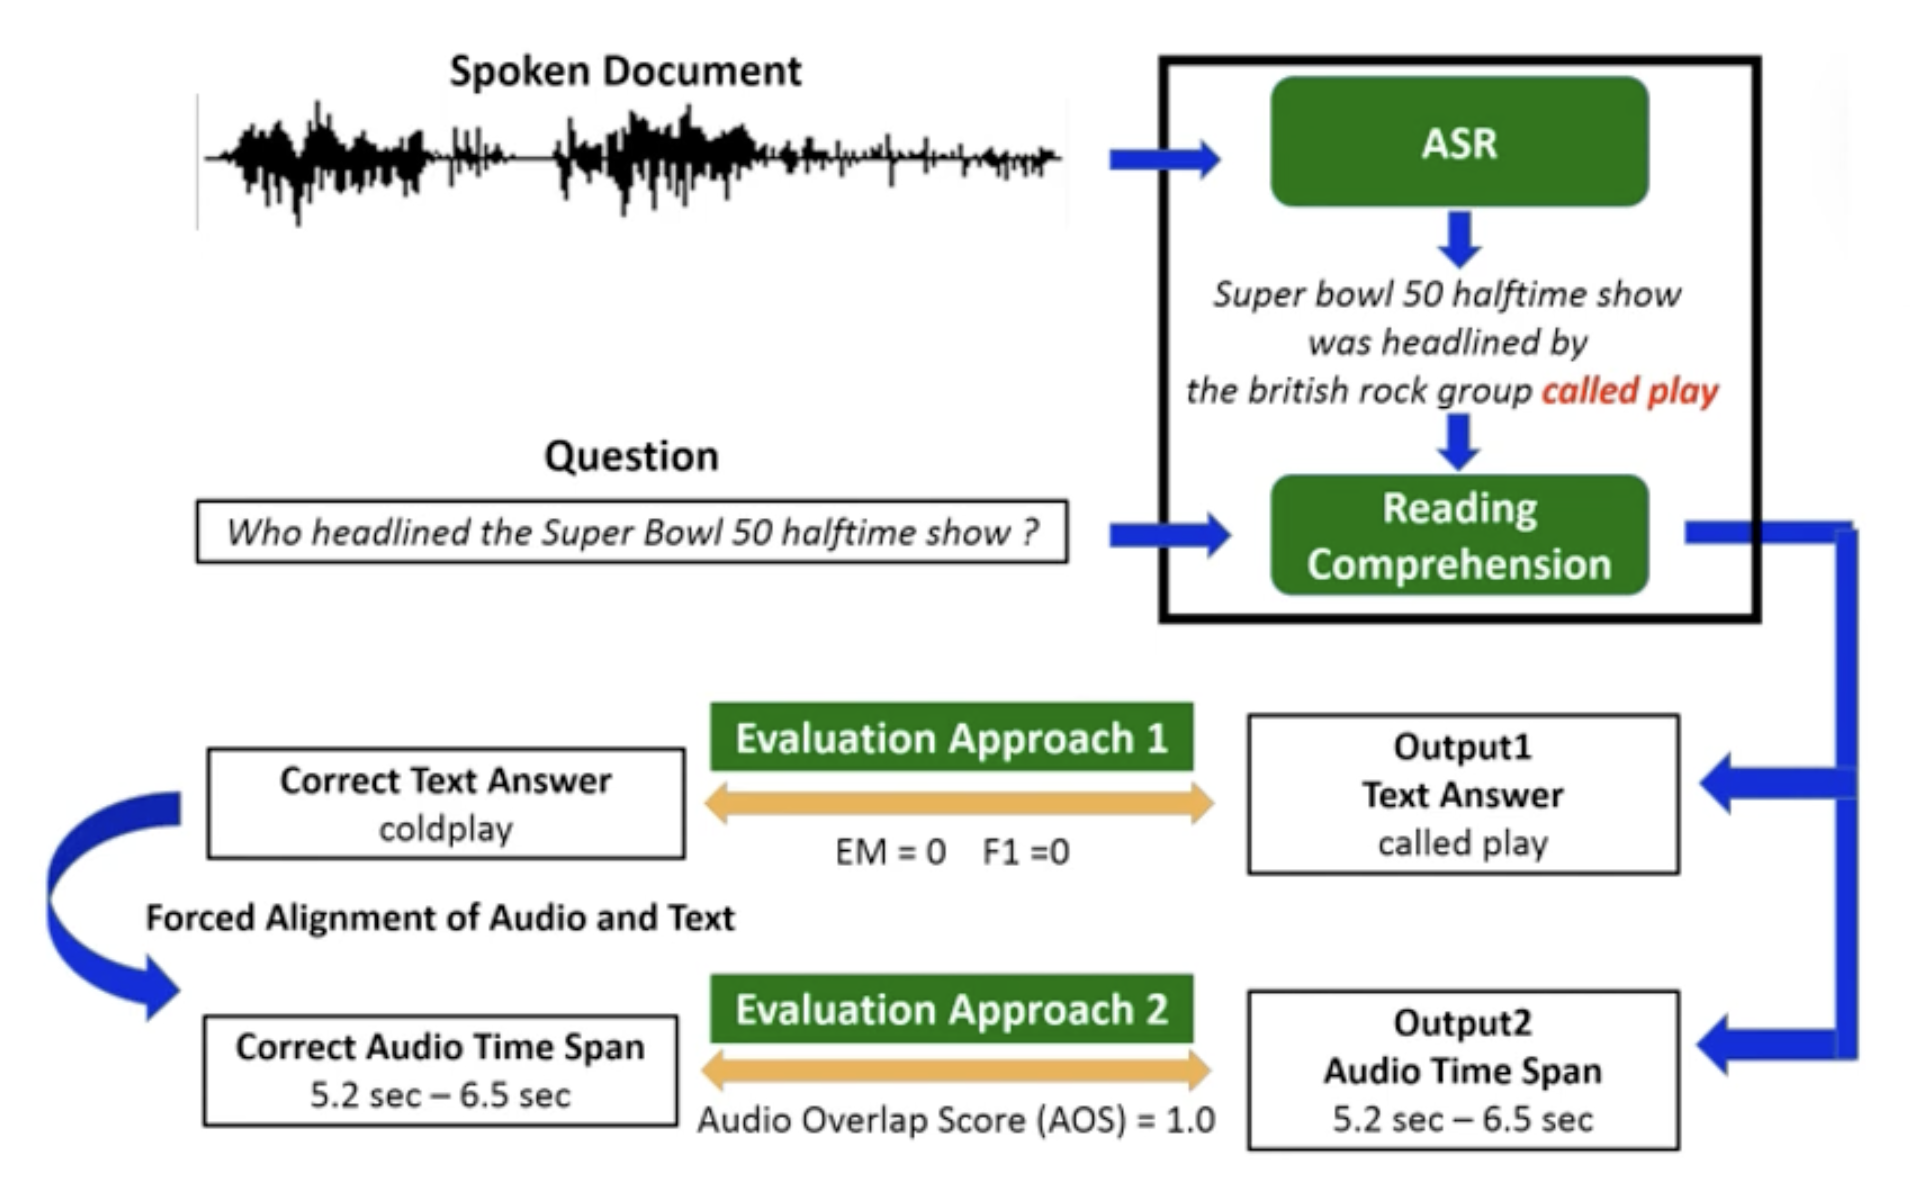 Spoken Document
ASR
Super bowl 50 halftime show
was headlined by
the british rock group called play
Question
Who headlined the Super Bowl 50 halftime show ?
Reading
Comprehension
Evaluation Approach 1
Correct Text Answer
coldplay
EM = 0 F1 =0
Output1
Text Answer
called play
Forced Alignment of Audio and Text
Evaluation Approach 2
Correct Audio Time Span
5.2 sec – 6.5 sec
Audio Overlap Score (AOS) = 1.0
Output2
Audio Time Span
5.2 sec – 6.5 sec